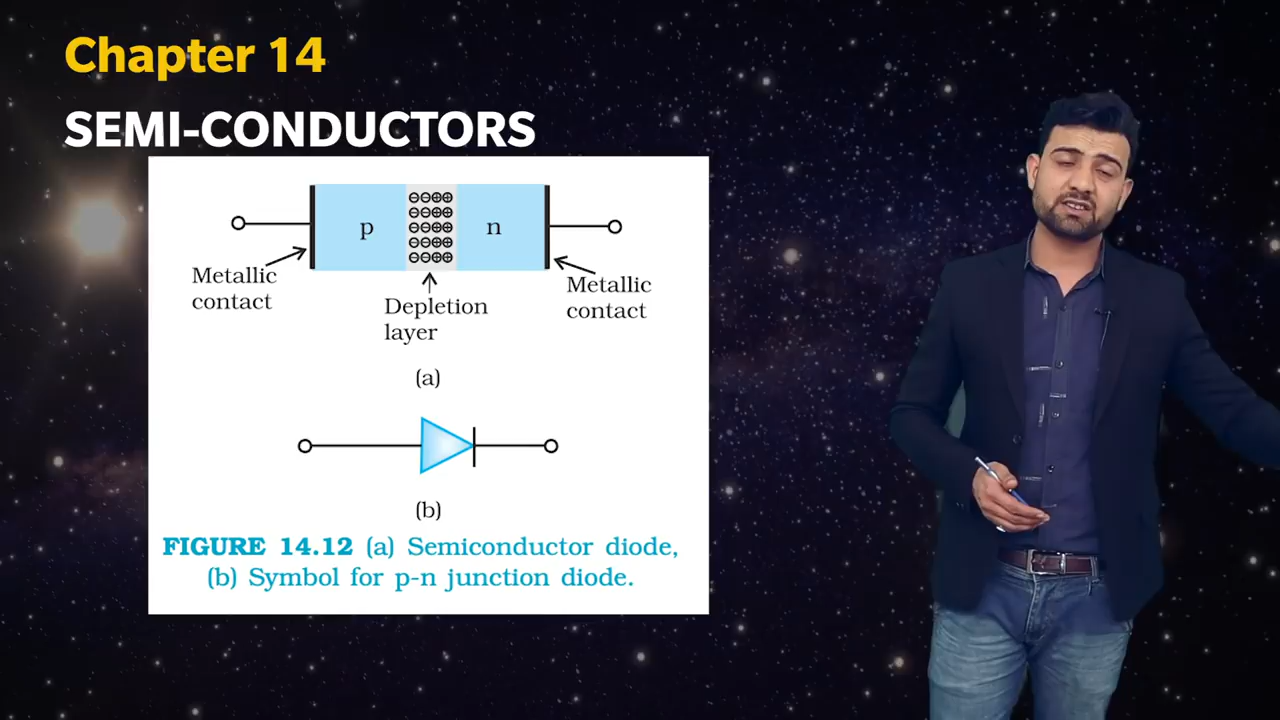 Chapter 14
SEMI-CONDUCTORS
p
n
Metallic
contact
Depletion
layer
Metallic
contact
(a)
(b)
FIGURE 14.12 (a) Semiconductor diode,
(b) Symbol for p-n junction diode.